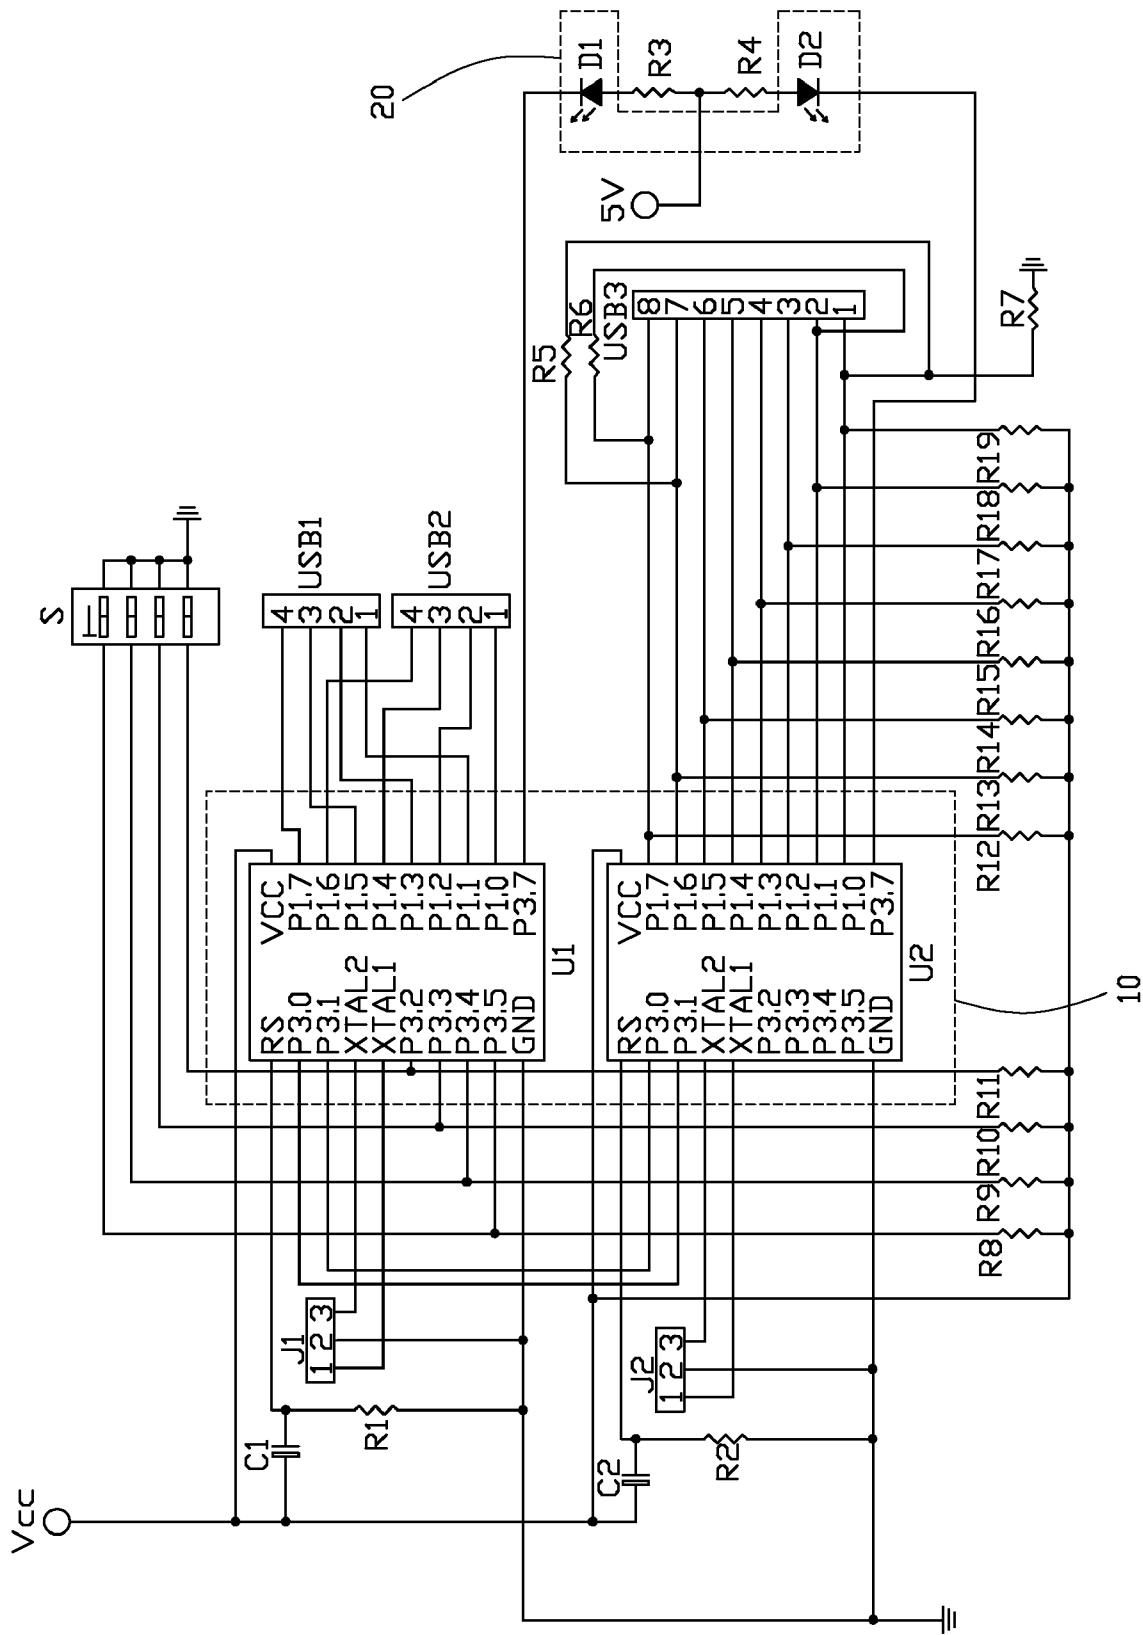 Vcc
C1
R1
J1
1 2 3
C2
R2
J2
1 2 3
R8
R9
R10
R11
R12
R13
R14
R15
R16
R17
R18
R19
RS
P3.0
P3.1
XTAL2
XTAL1
P3.2
P3.3
P3.4
P3.5
GND
VCC
P1.7
P1.6
P1.5
P1.4
P1.3
P1.2
P1.1
P1.0
P3.7
U1
RS
P3.0
P3.1
XTAL2
XTAL1
P3.2
P3.3
P3.4
P3.5
GND
VCC
P1.7
P1.6
P1.5
P1.4
P1.3
P1.2
P1.1
P1.0
P3.7
U2
10
S
USB1
4
3
2
1
USB2
4
3
2
1
R5
R6
USB3
8
7
6
5
4
3
2
1
R7
5V
20
D1
R3
R4
D2